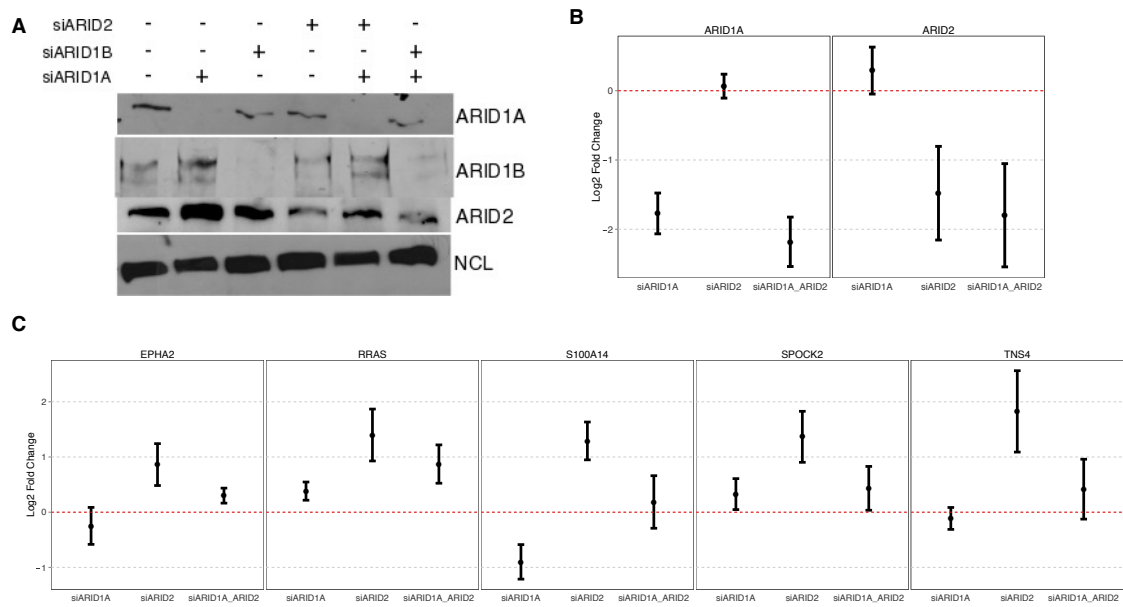 A
siARID2 - - - + + -
siARID1B - - + - - +
siARID1A - + - - + +
ARID1A
ARID1B
ARID2
NCL
B
ARID1A ARID2
Log2 Fold Change
0
−1
−2
siARID1A siARID2 siARID1A_ARID2 siARID1A siARID2 siARID1A_ARID2
C
EPHA2 RRAS S100A14 SPOCK2 TNS4
Log2 Fold Change
2
1
0
−1
siARID1A siARID2 siARID1A_ARID2 siARID1A siARID2 siARID1A_ARID2 siARID1A siARID2 siARID1A_ARID2 siARID1A siARID2 siARID1A_ARID2 siARID1A siARID2 siARID1A_ARID2